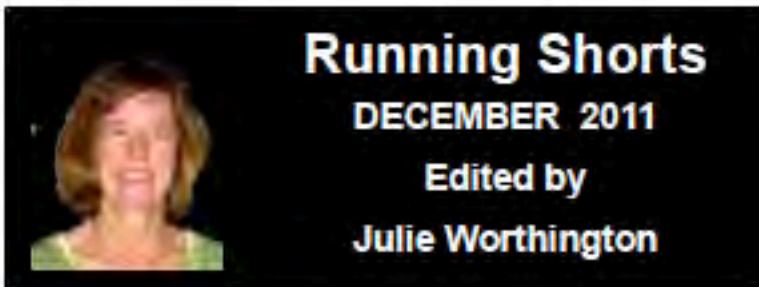 Running Shorts
DECEMBER 2011
Edited by
Julie Worthington